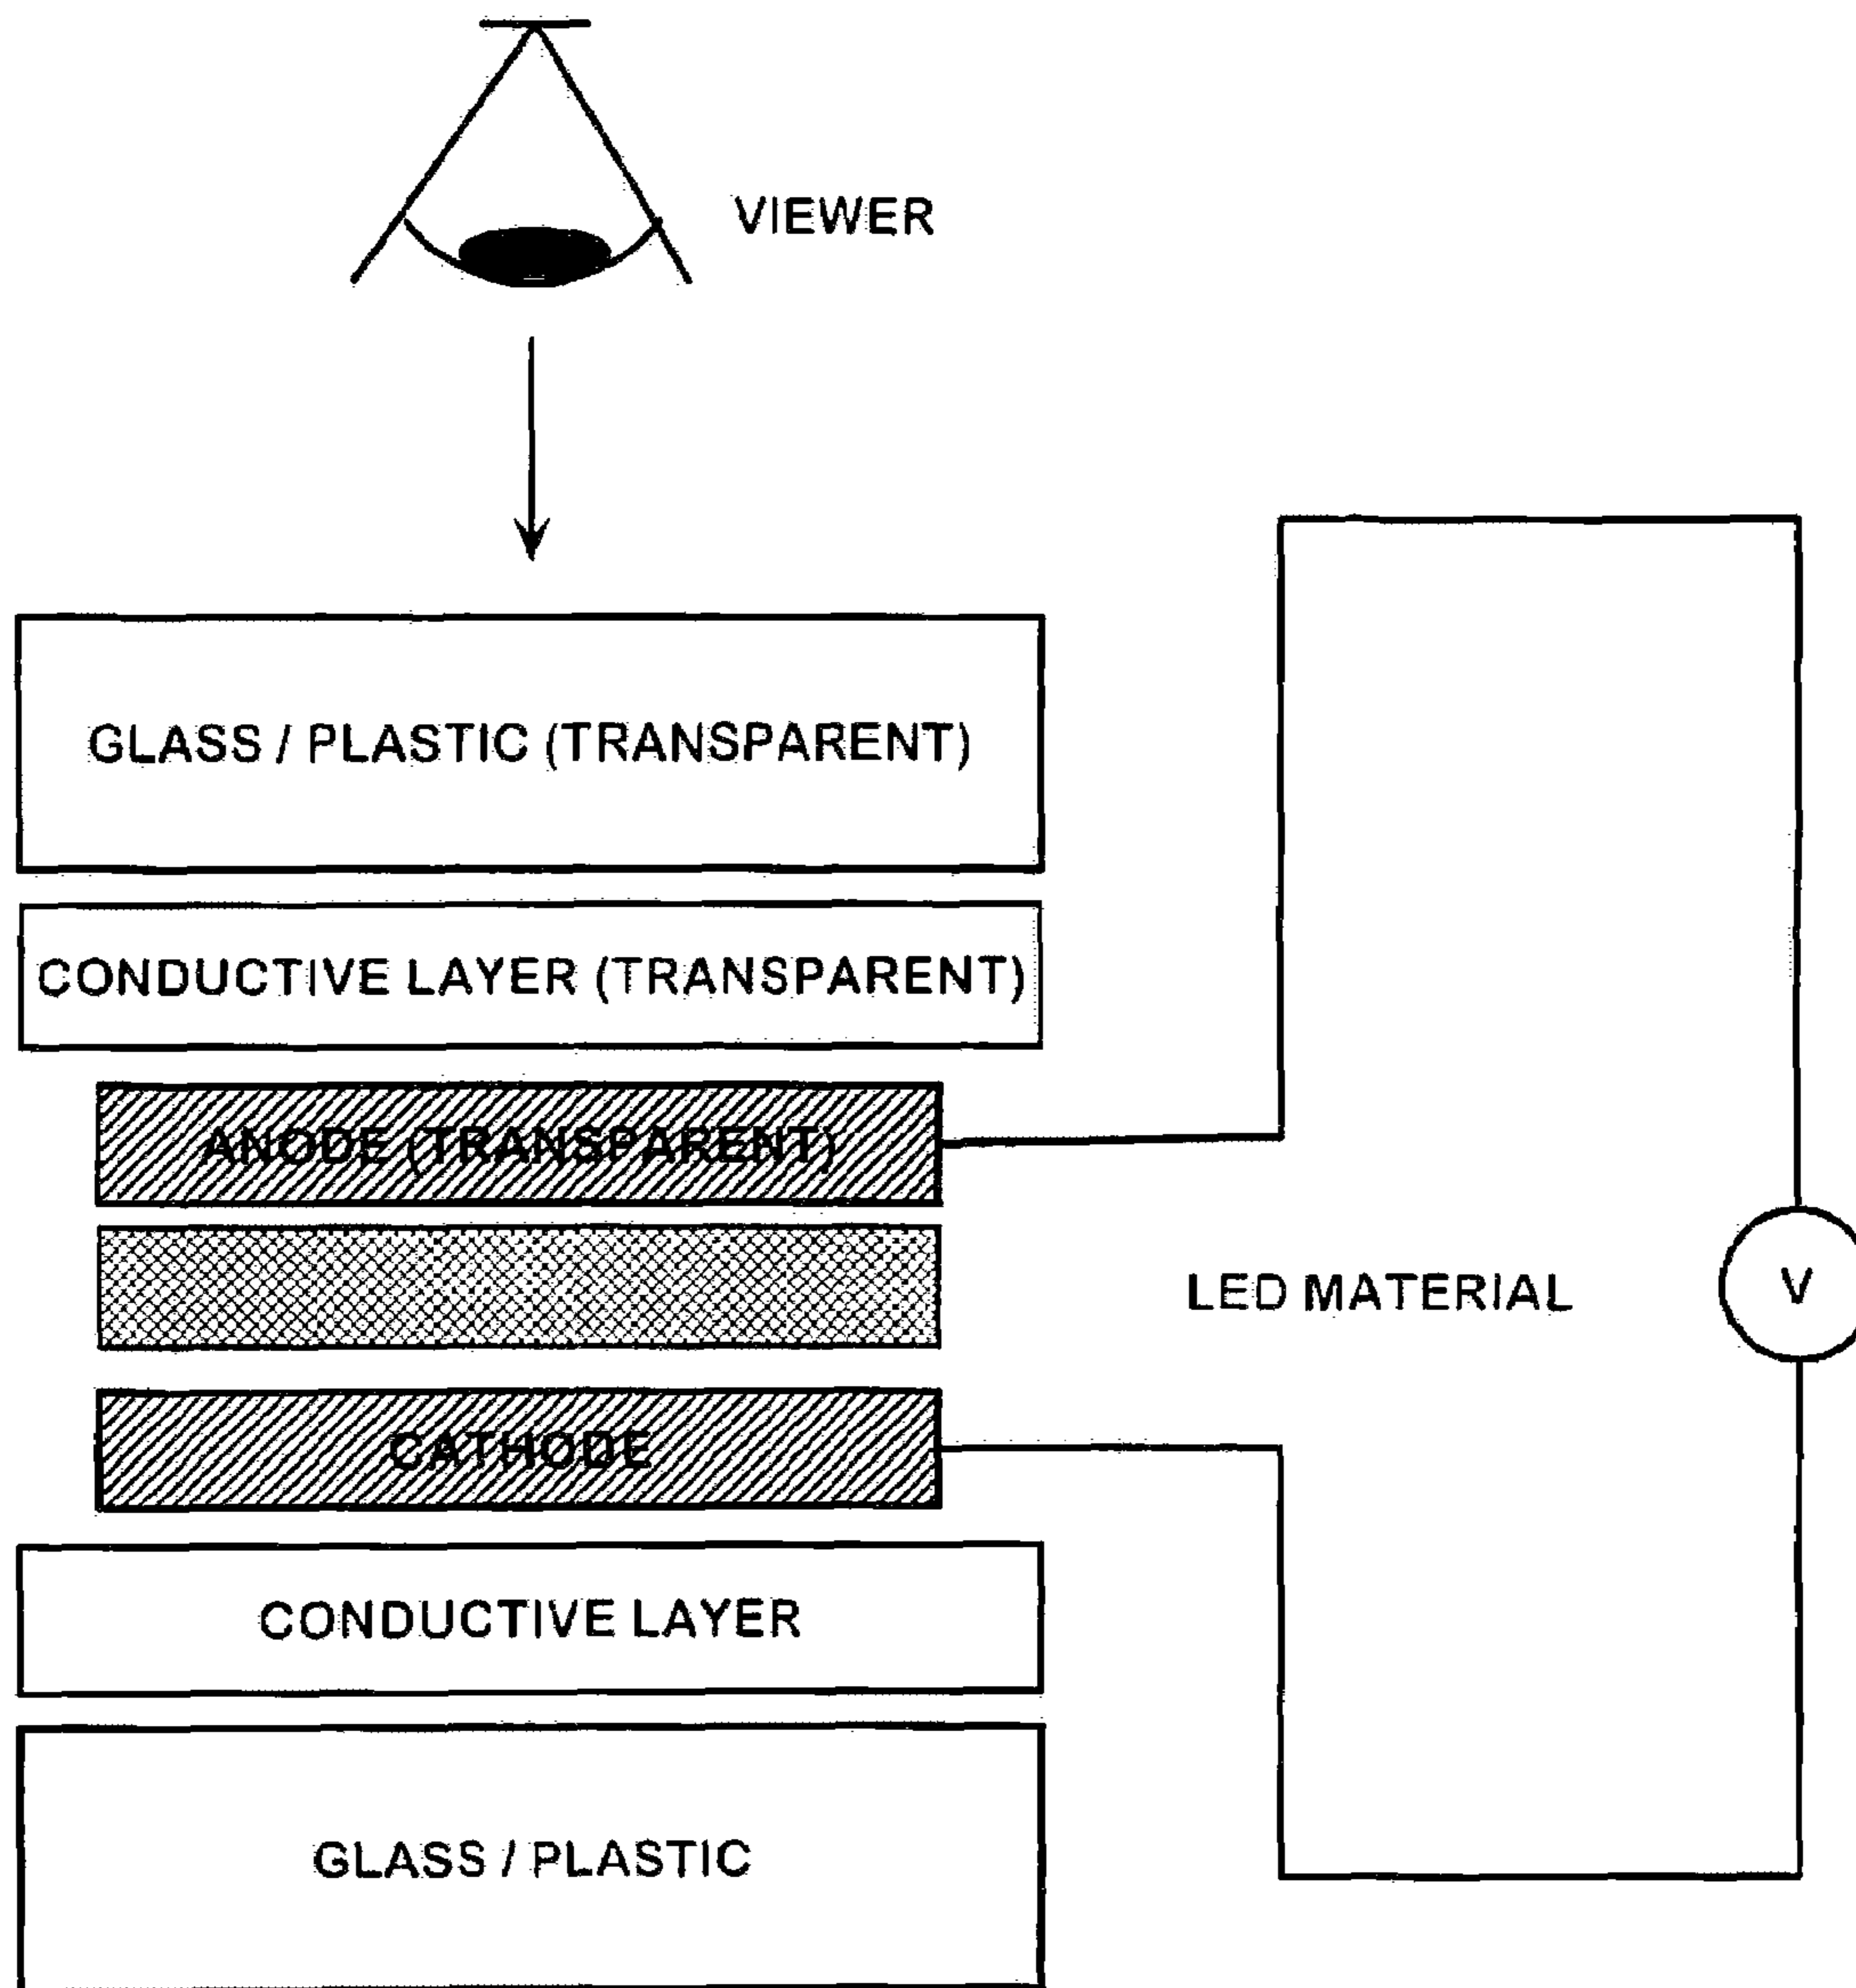 VIEWER
GLASS / PLASTIC (TRANSPARENT)
CONDUCTIVE LAYER (TRANSPARENT)
ANODE (TRANSPARENT)
LED MATERIAL
V
CATHODE
CONDUCTIVE LAYER
GLASS / PLASTIC